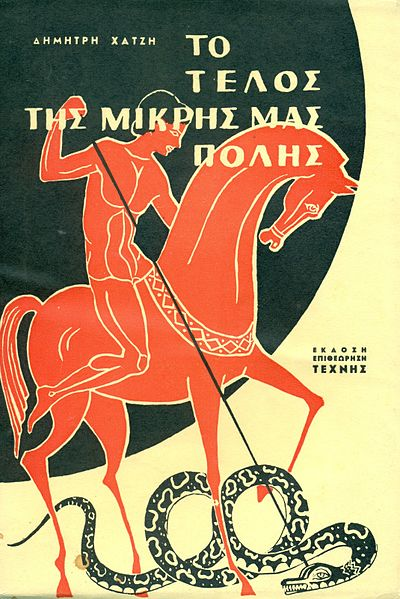 ΔΗΜΗΤΡΗ ΧΑΤΖΗ
ΤΟ
ΤΕΛΟΣ
ΤΗΣ ΜΙΚΡΗΣ ΜΑΣ
ΠΟΛΗΣ
ΕΚΔΟΣΗ
ΕΠΙΘΕΩΡΗΣΗ
ΤΕΧΝΗΣ